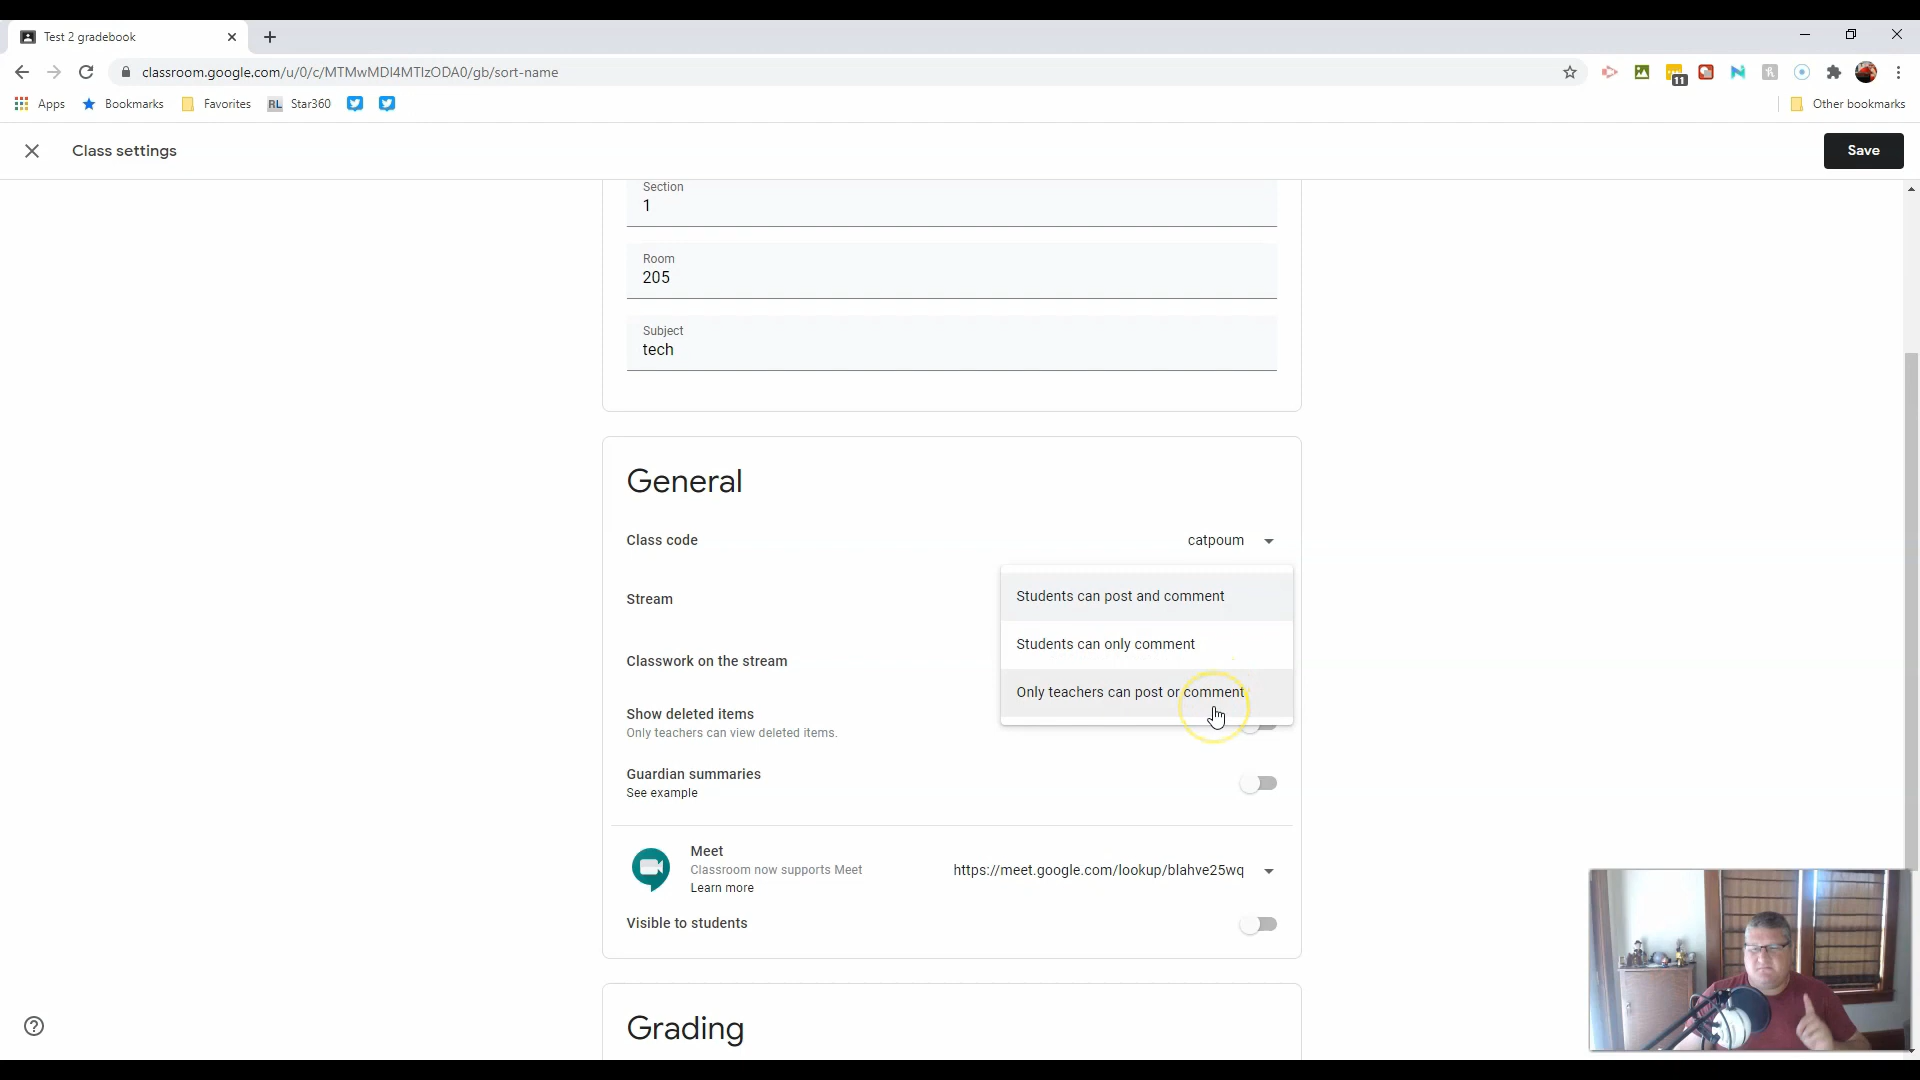 Test 2 gradebook
classroom.google.com/u/0/c/MTMwMDI4MTIzODA0/gb/sort-name
11
Apps
Bookmarks
Favorites
RL
Star360
Other bookmarks
Class settings
Save
Section
1
Room
205
Subject
tech
General
Class code
catpoum
Stream
Students can post and comment
Students can only comment
Classwork on the stream
Only teachers can post or comment
Show deleted items
Only teachers can view deleted items.
Guardian summaries
See example
Meet
Classroom now supports Meet
https://meet.google.com/lookup/blahve25wq
Learn more
Visible to students
Grading